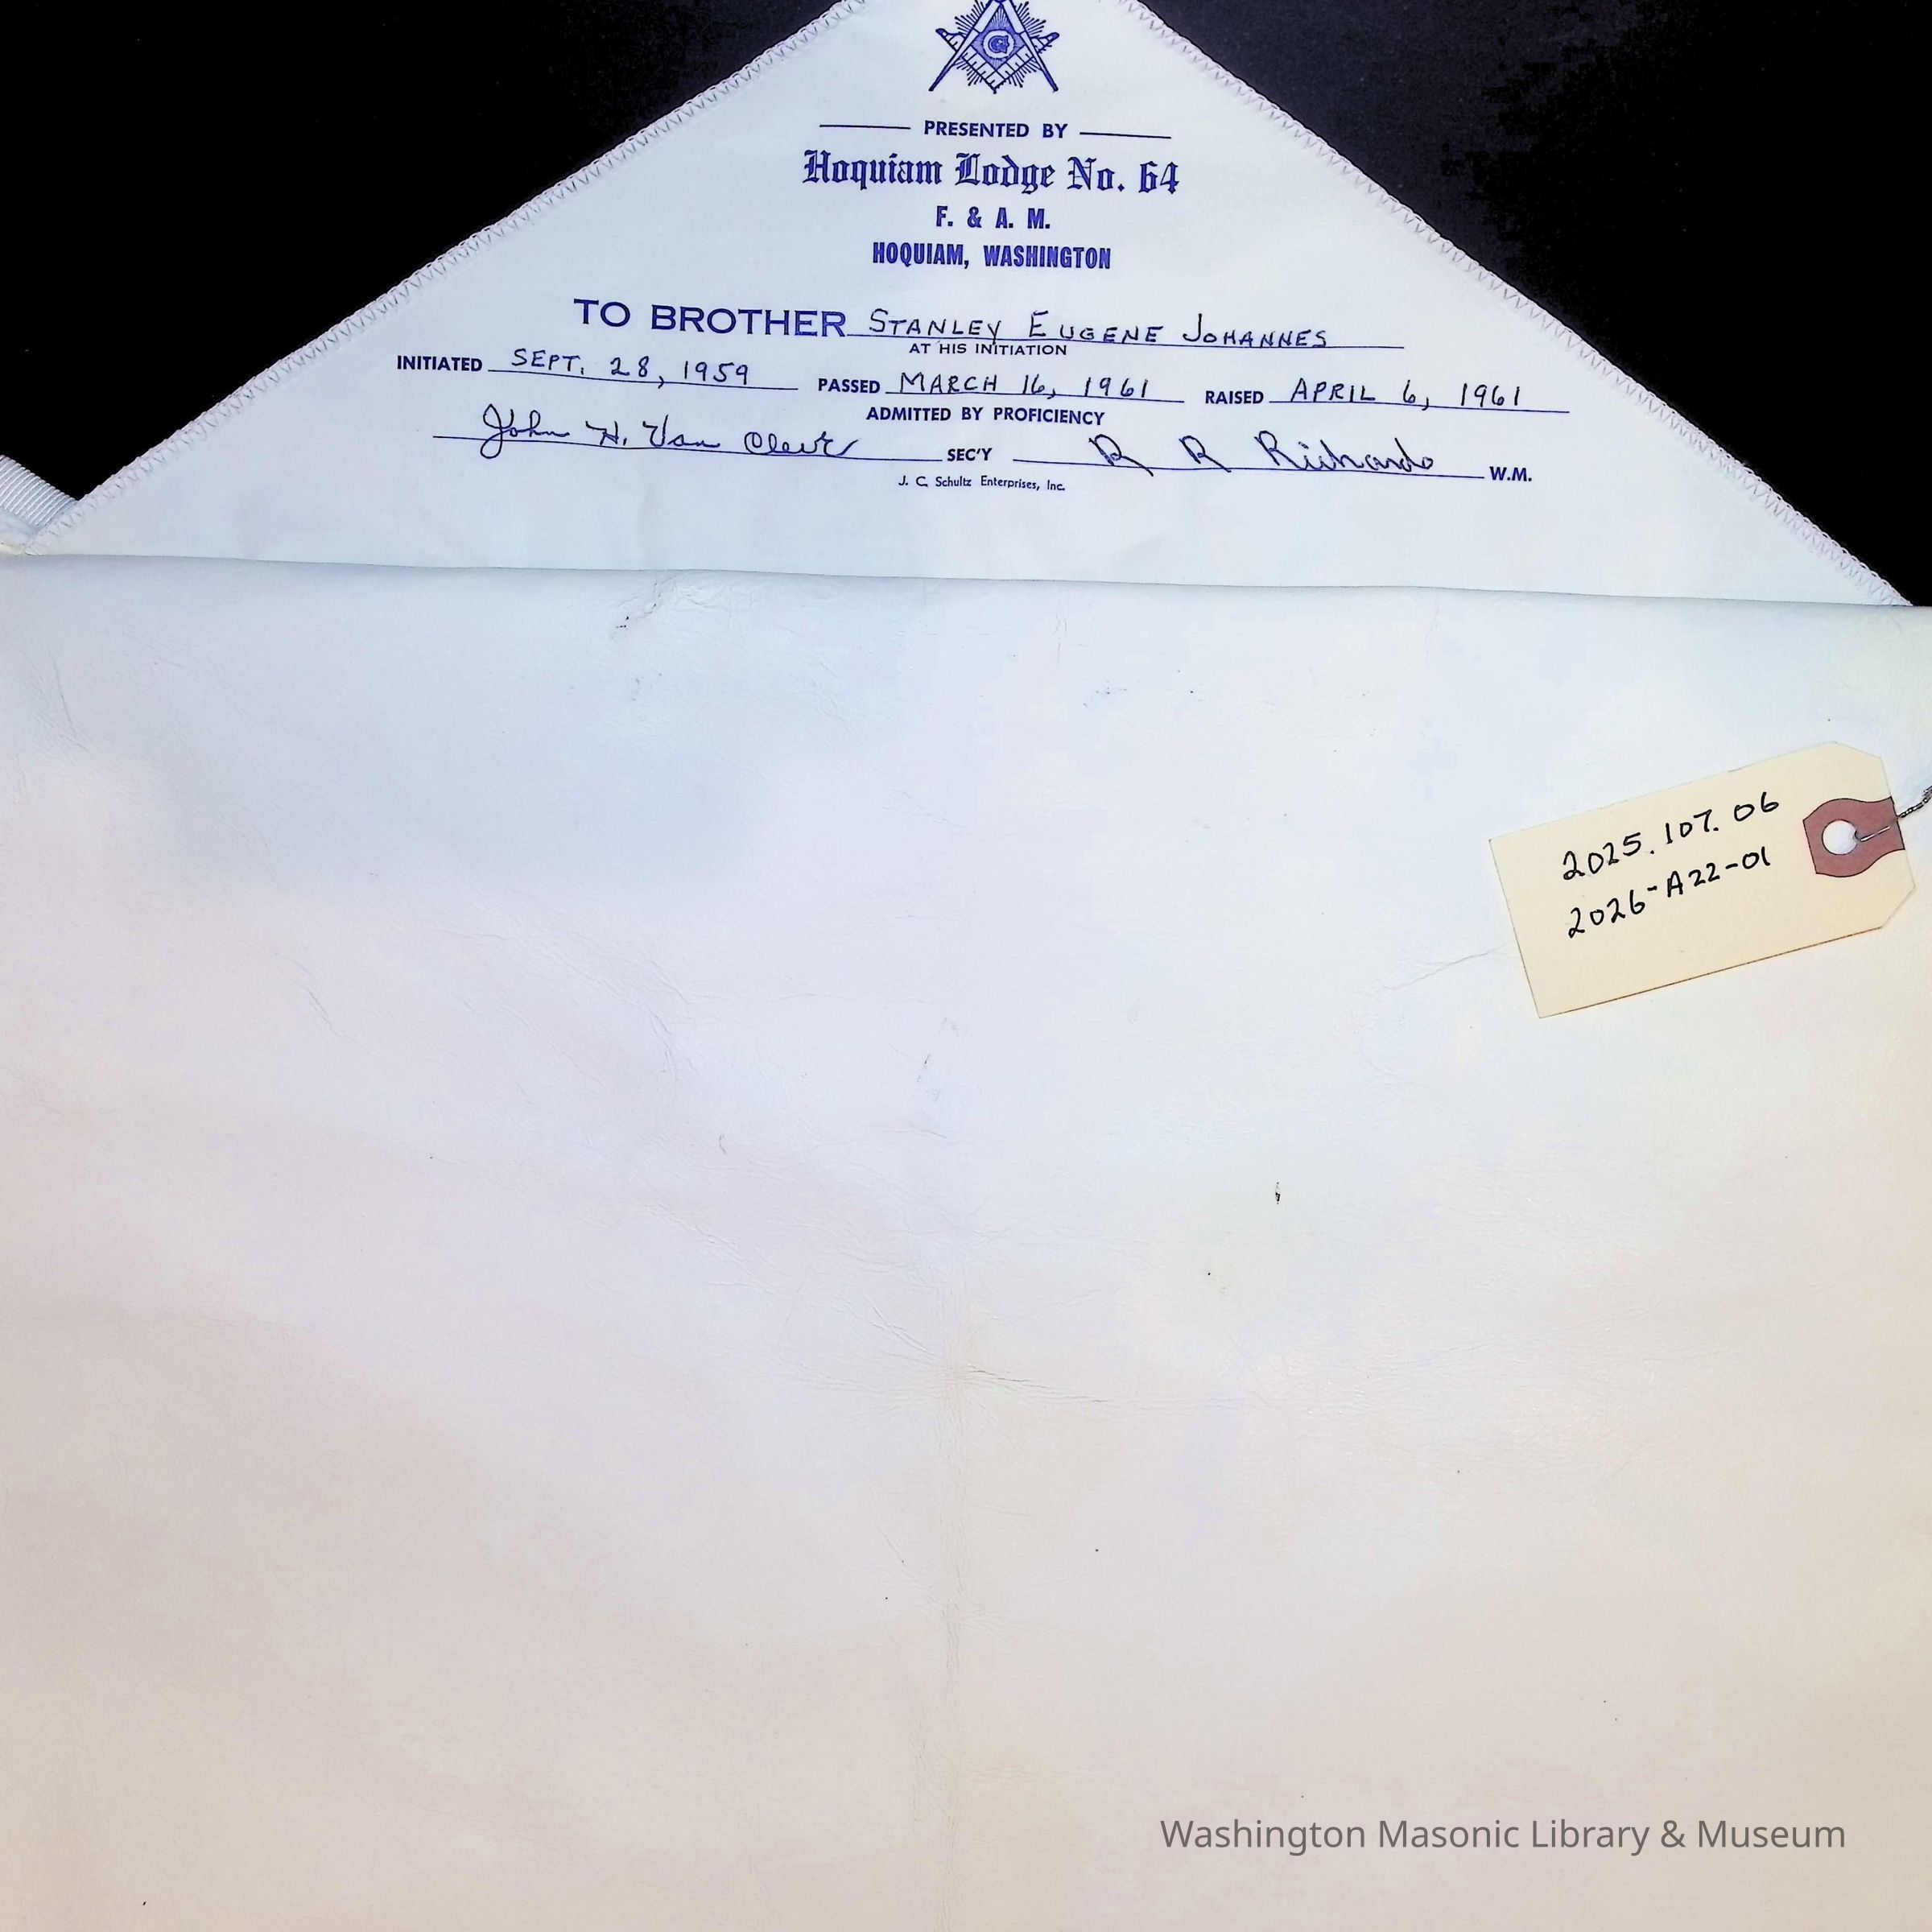 G
PRESENTED BY
Hoquiam Lodge No. 64
F. & A. M.
HOQUIAM, WASHINGTON
TO BROTHER STANLEY EUGENE JOHANNES
AT HIS INITIATION
INITIATED SEPT. 28, 1959 PASSED MARCH 16, 1961 RAISED APRIL 6, 1961
ADMITTED BY PROFICIENCY
John H. Van Cleve SEC'Y R R Richards W.M.
J. C. Schultz Enterprises, Inc.
2025.107.06
2026-A22-01
Washington Masonic Library & Museum